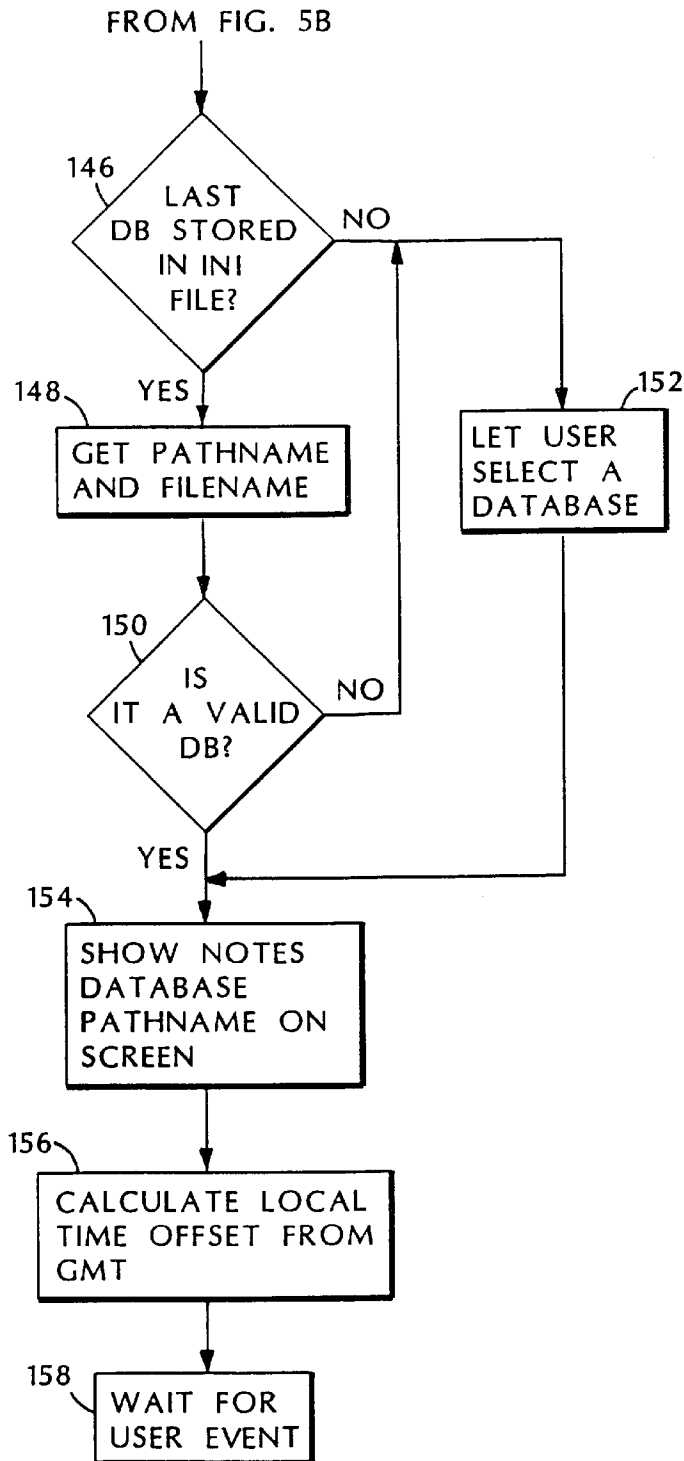 FROM FIG. 5B
146
LAST
DB STORED
IN INI
FILE?
NO
YES
148
GET PATHNAME
AND FILENAME
152
LET USER
SELECT A
DATABASE
150
IS
IT A VALID
DB?
NO
YES
154
SHOW NOTES
DATABASE
PATHNAME ON
SCREEN
156
CALCULATE LOCAL
TIME OFFSET FROM
GMT
158
WAIT FOR
USER EVENT